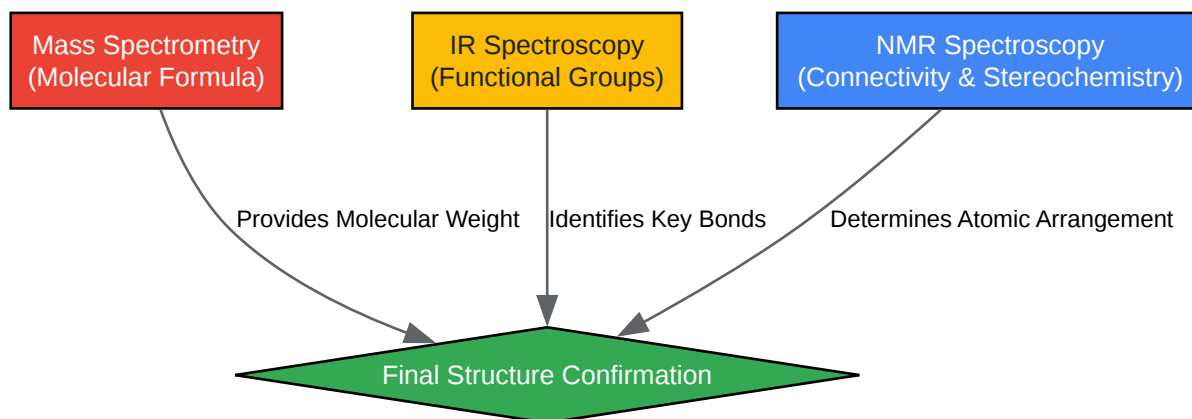 Mass Spectrometry
(Molecular Formula)
IR Spectroscopy
(Functional Groups)
NMR Spectroscopy
(Connectivity & Stereochemistry)
Provides Molecular Weight
Identifies Key Bonds
Determines Atomic Arrangement
Final Structure Confirmation